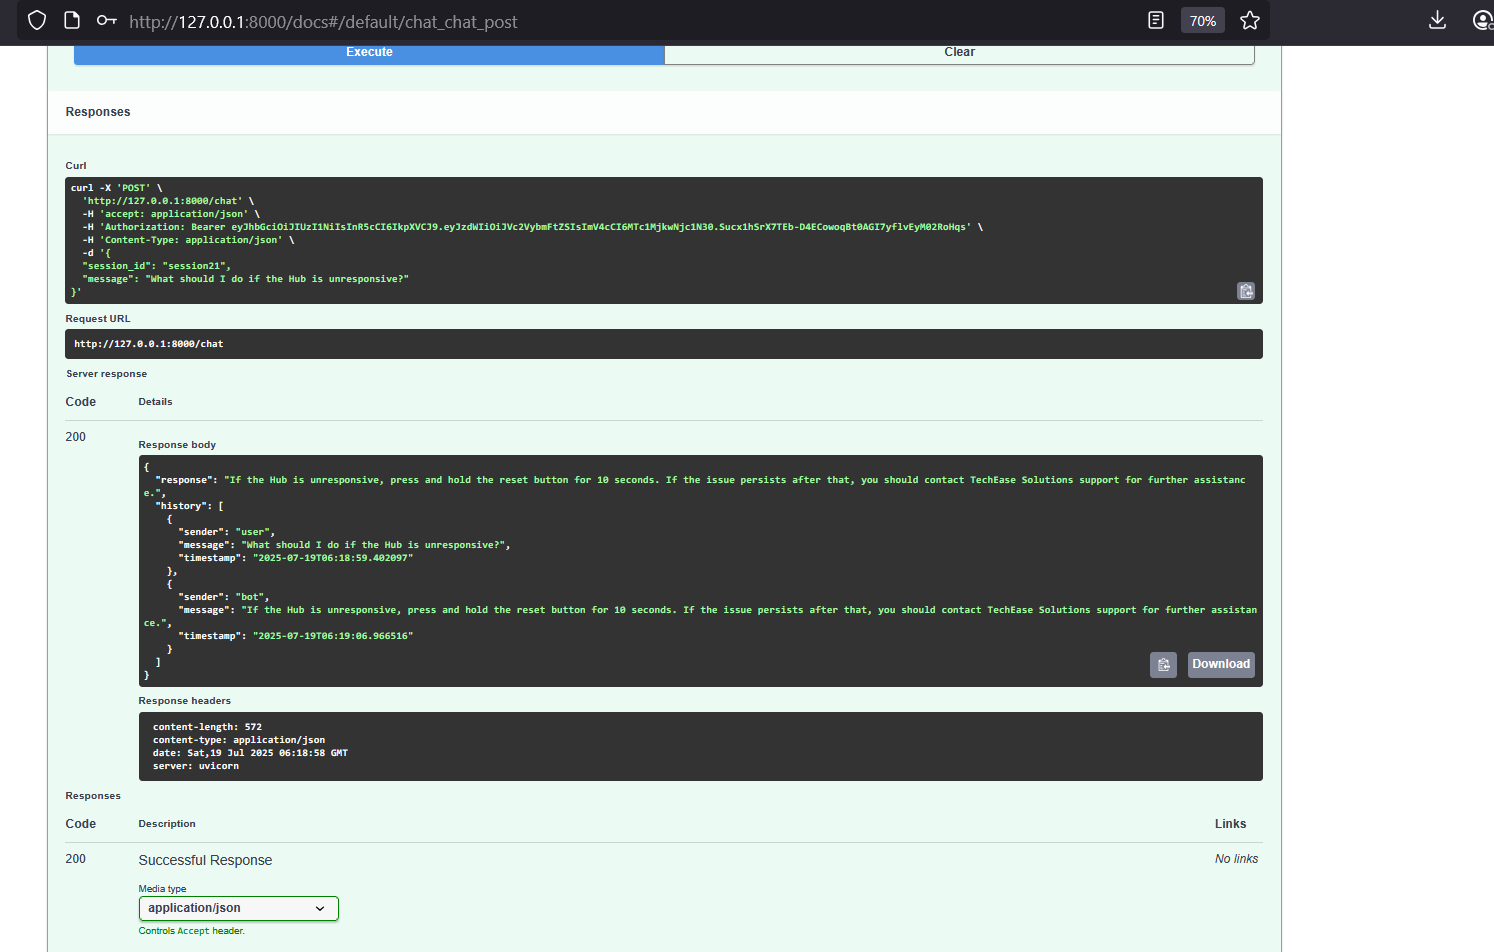 http://127.0.0.1:8000/docs#/default/chat_chat_post
70%
Execute
Clear
Responses
Curl
curl -X 'POST' \
  'http://127.0.0.1:8000/chat' \
  -H 'accept: application/json' \
  -H 'Authorization: Bearer eyJhbGciOiJIUzI1NiIsInR5cCI6IkpXVCJ9.eyJzdWIiOiJVc2VybmFtZSIsImV4cCI6MTc1MjkwNjc1N30.Sucx1hSrX7TEb-D4ECowoqBt0AGI7yflvEyM02RoHqs' \
  -H 'Content-Type: application/json' \
  -d '{
  "session_id": "session21",
  "message": "What should I do if the Hub is unresponsive?"
}'
Request URL
http://127.0.0.1:8000/chat
Server response
Code
Details
200
Response body
{
  "response": "If the Hub is unresponsive, press and hold the reset button for 10 seconds. If the issue persists after that, you should contact TechEase Solutions support for further assistanc
e.",
  "history": [
    {
      "sender": "user",
      "message": "What should I do if the Hub is unresponsive?",
      "timestamp": "2025-07-19T06:18:59.402097"
    },
    {
      "sender": "bot",
      "message": "If the Hub is unresponsive, press and hold the reset button for 10 seconds. If the issue persists after that, you should contact TechEase Solutions support for further assistan
ce.",
      "timestamp": "2025-07-19T06:19:06.966516"
    }
  ]
}
Download
Response headers
content-length: 572
content-type: application/json
date: Sat,19 Jul 2025 06:18:58 GMT
server: uvicorn
Responses
Code
Description
Links
200
Successful Response
No links
Media type
application/json
Controls Accept header.